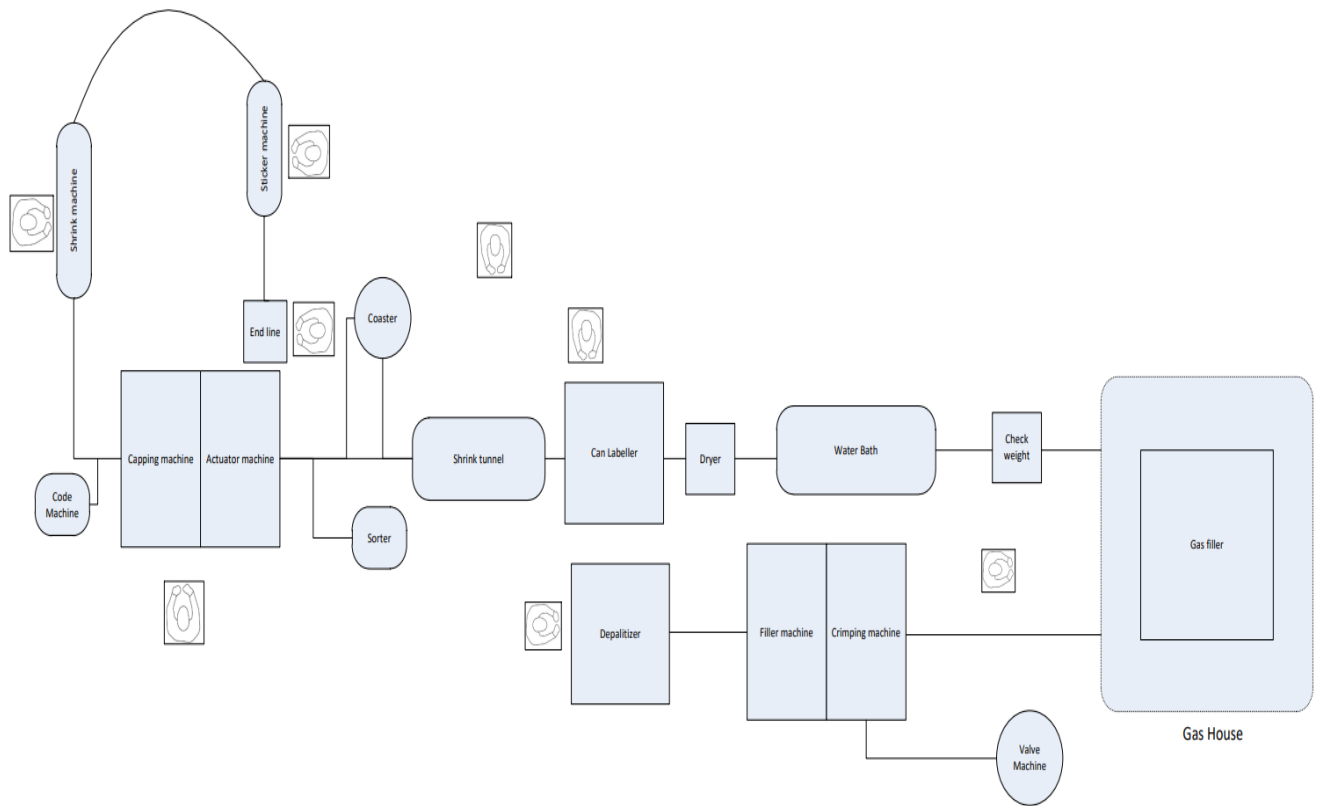 Sticker machine
Shrink machine
End line
Coaster
Capping machine
Actuator machine
Shrink tunnel
Can Labeller
Dryer
Water Bath
Check
weight
Code
Machine
Sorter
Gas filler
Depalitizer
Filler machine
Crimping machine
Gas House
Valve
Machine